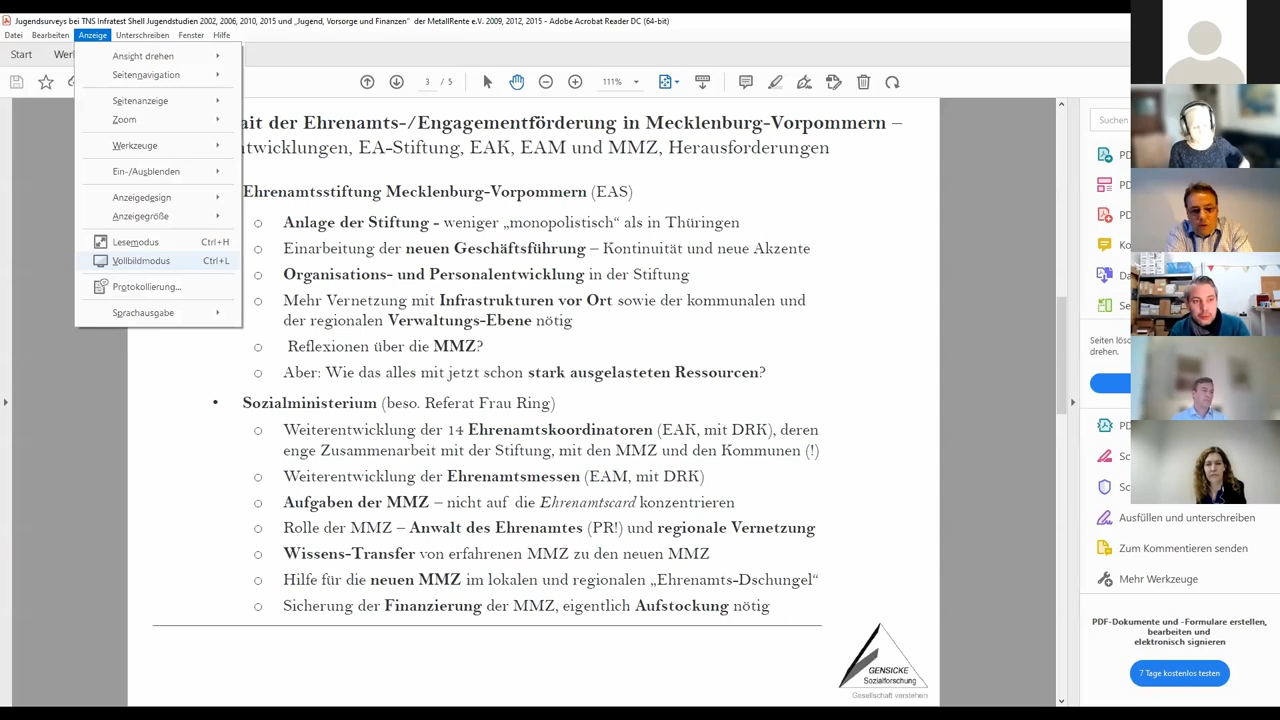 Jugendsurveys bei TNS Infratest Shell Jugendstudien 2002, 2006, 2010, 2015 und „Jugend, Vorsorge und Finanzen“ der MetallRente e.V. 2009, 2012, 2015 - Adobe Acrobat Reader DC (64-bit)
Datei Bearbeiten Anzeige Unterschreiben Fenster Hilfe
Start
Ansicht drehen
Seitennavigation
Seitenanzeige
Zoom
Werkzeuge
Ein-/Ausblenden
Anzeigedesign
Anzeigegröße
Lesemodus Ctrl+H
Vollbildmodus Ctrl+L
Protokollierung...
Sprachausgabe
3 / 5
111%
der Ehrenamts-/Engagementförderung in Mecklenburg-Vorpommern –
EA-Stiftung, EAK, EAM und MMZ, Herausforderungen
Ehrenamtsstiftung Mecklenburg-Vorpommern (EAS)
○ Anlage der Stiftung - weniger „monopolistisch“ als in Thüringen
○ Einarbeitung der neuen Geschäftsführung – Kontinuität und neue Akzente
○ Organisations- und Personalentwicklung in der Stiftung
○ Mehr Vernetzung mit Infrastrukturen vor Ort sowie der kommunalen und
der regionalen Verwaltungs-Ebene nötig
○ Reflexionen über die MMZ?
○ Aber: Wie das alles mit jetzt schon stark ausgelasteten Ressourcen?
• Sozialministerium (beso. Referat Frau Ring)
○ Weiterentwicklung der 14 Ehrenamtskoordinatoren (EAK, mit DRK), deren
enge Zusammenarbeit mit der Stiftung, mit den MMZ und den Kommunen (!)
○ Weiterentwicklung der Ehrenamtsmessen (EAM, mit DRK)
○ Aufgaben der MMZ – nicht auf die Ehrenamtscard konzentrieren
○ Rolle der MMZ – Anwalt des Ehrenamtes (PR!) und regionale Vernetzung
○ Wissens-Transfer von erfahrenen MMZ zu den neuen MMZ
○ Hilfe für die neuen MMZ im lokalen und regionalen „Ehrenamts-Dschungel“
○ Sicherung der Finanzierung der MMZ, eigentlich Aufstockung nötig
GENSICKE
Sozialforschung
Gesellschaft verstehen
Suchen
Seiten lösc
drehen.
Ausfüllen und unterschreiben
Zum Kommentieren senden
Mehr Werkzeuge
PDF-Dokumente und -Formulare erstellen,
bearbeiten und
elektronisch signieren
7 Tage kostenlos testen